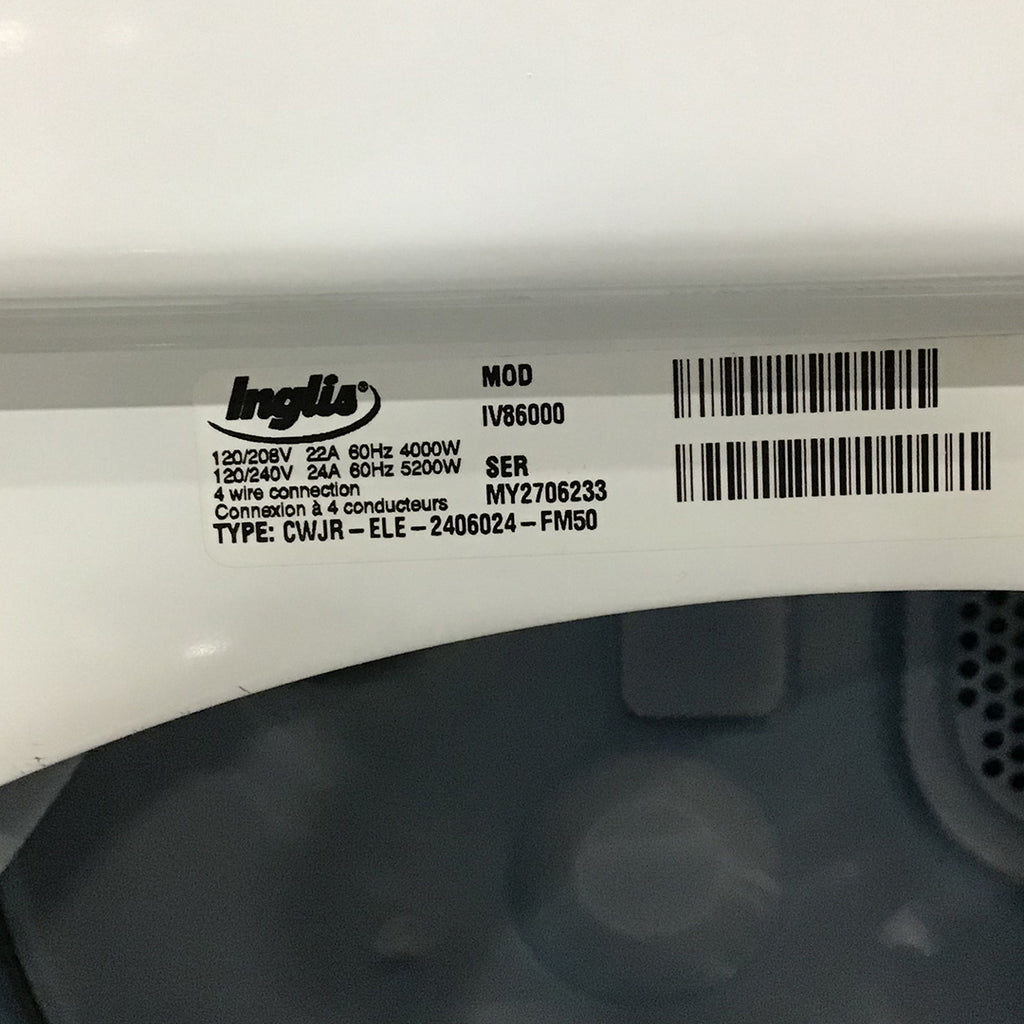 Inglis®
120/208V 22A 60Hz 4000W
120/240V 24A 60Hz 5200W
4 wire connection
Connexion à 4 conducteurs
TYPE: CWJR-ELE-2406024-FM50
MOD
IV86000
SER
MY2706233